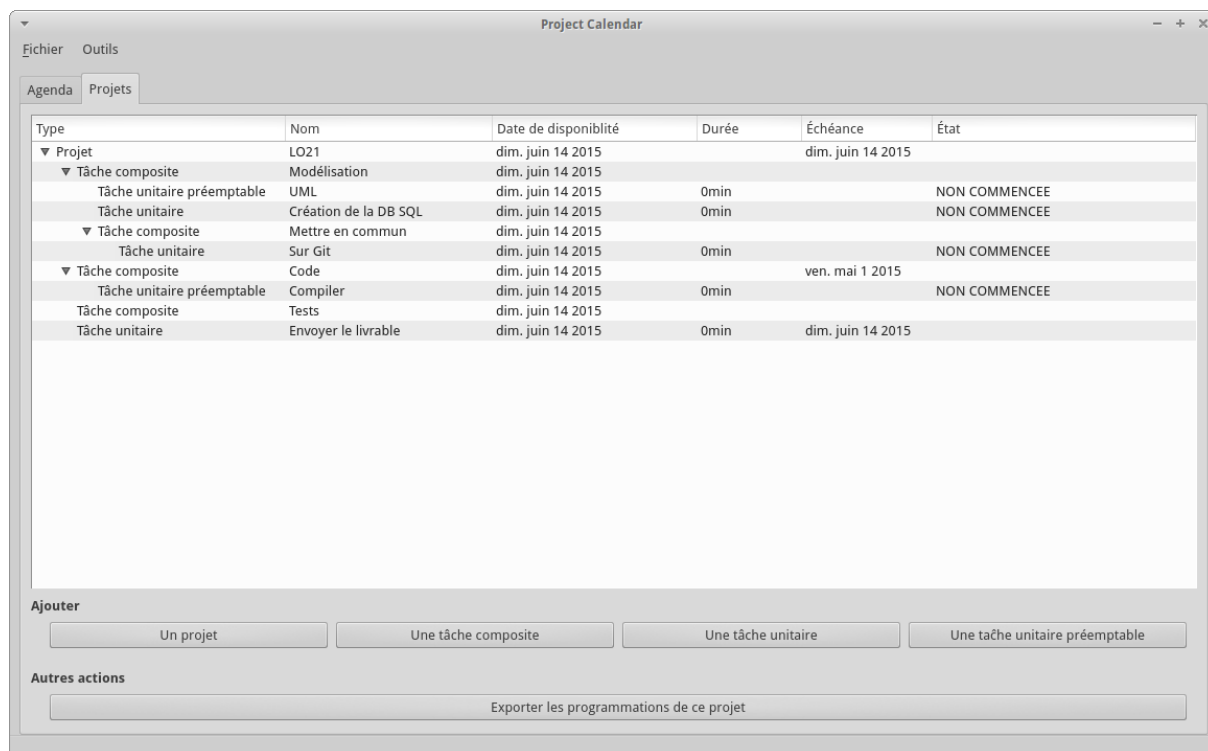 Project Calendar
Fichier Outils
Agenda Projets
Type Nom Date de disponiblité Durée Échéance État
Projet LO21 dim. juin 14 2015 dim. juin 14 2015
Tâche composite Modélisation dim. juin 14 2015
Tâche unitaire préemptable UML dim. juin 14 2015 0min NON COMMENCEE
Tâche unitaire Création de la DB SQL dim. juin 14 2015 0min NON COMMENCEE
Tâche composite Mettre en commun dim. juin 14 2015
Tâche unitaire Sur Git dim. juin 14 2015 0min NON COMMENCEE
Tâche composite Code dim. juin 14 2015 ven. mai 1 2015
Tâche unitaire préemptable Compiler dim. juin 14 2015 0min NON COMMENCEE
Tâche composite Tests dim. juin 14 2015
Tâche unitaire Envoyer le livrable dim. juin 14 2015 0min dim. juin 14 2015
Ajouter
Un projet Une tâche composite Une tâche unitaire Une taĉhe unitaire préemptable
Autres actions
Exporter les programmations de ce projet